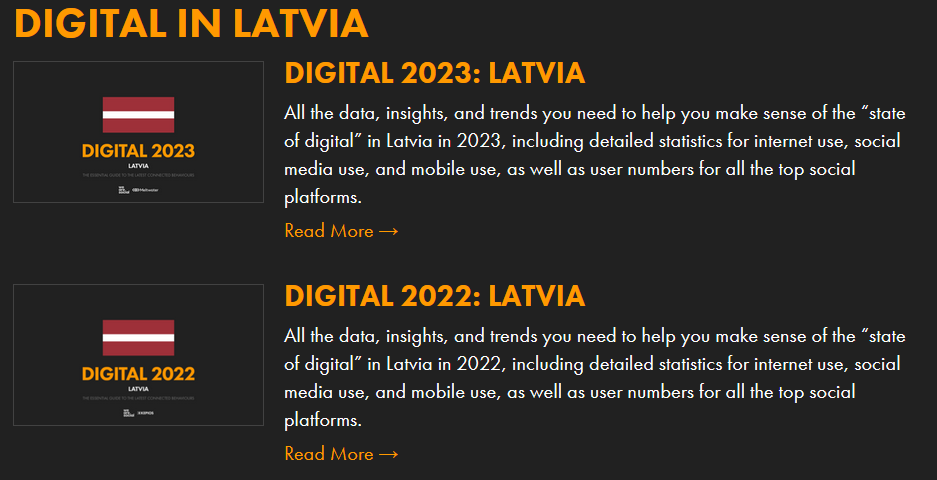 DIGITAL IN LATVIA
DIGITAL 2023
LATVIA
THE ESSENTIAL GUIDE TO THE LATEST CONNECTED BEHAVIOURS
we are social
Meltwater
DIGITAL 2023: LATVIA
All the data, insights, and trends you need to help you make sense of the “state
of digital” in Latvia in 2023, including detailed statistics for internet use, social
media use, and mobile use, as well as user numbers for all the top social
platforms.
Read More →
DIGITAL 2022
LATVIA
THE ESSENTIAL GUIDE TO THE LATEST CONNECTED BEHAVIOURS
we are social
KEPIOS
DIGITAL 2022: LATVIA
All the data, insights, and trends you need to help you make sense of the “state
of digital” in Latvia in 2022, including detailed statistics for internet use, social
media use, and mobile use, as well as user numbers for all the top social
platforms.
Read More →